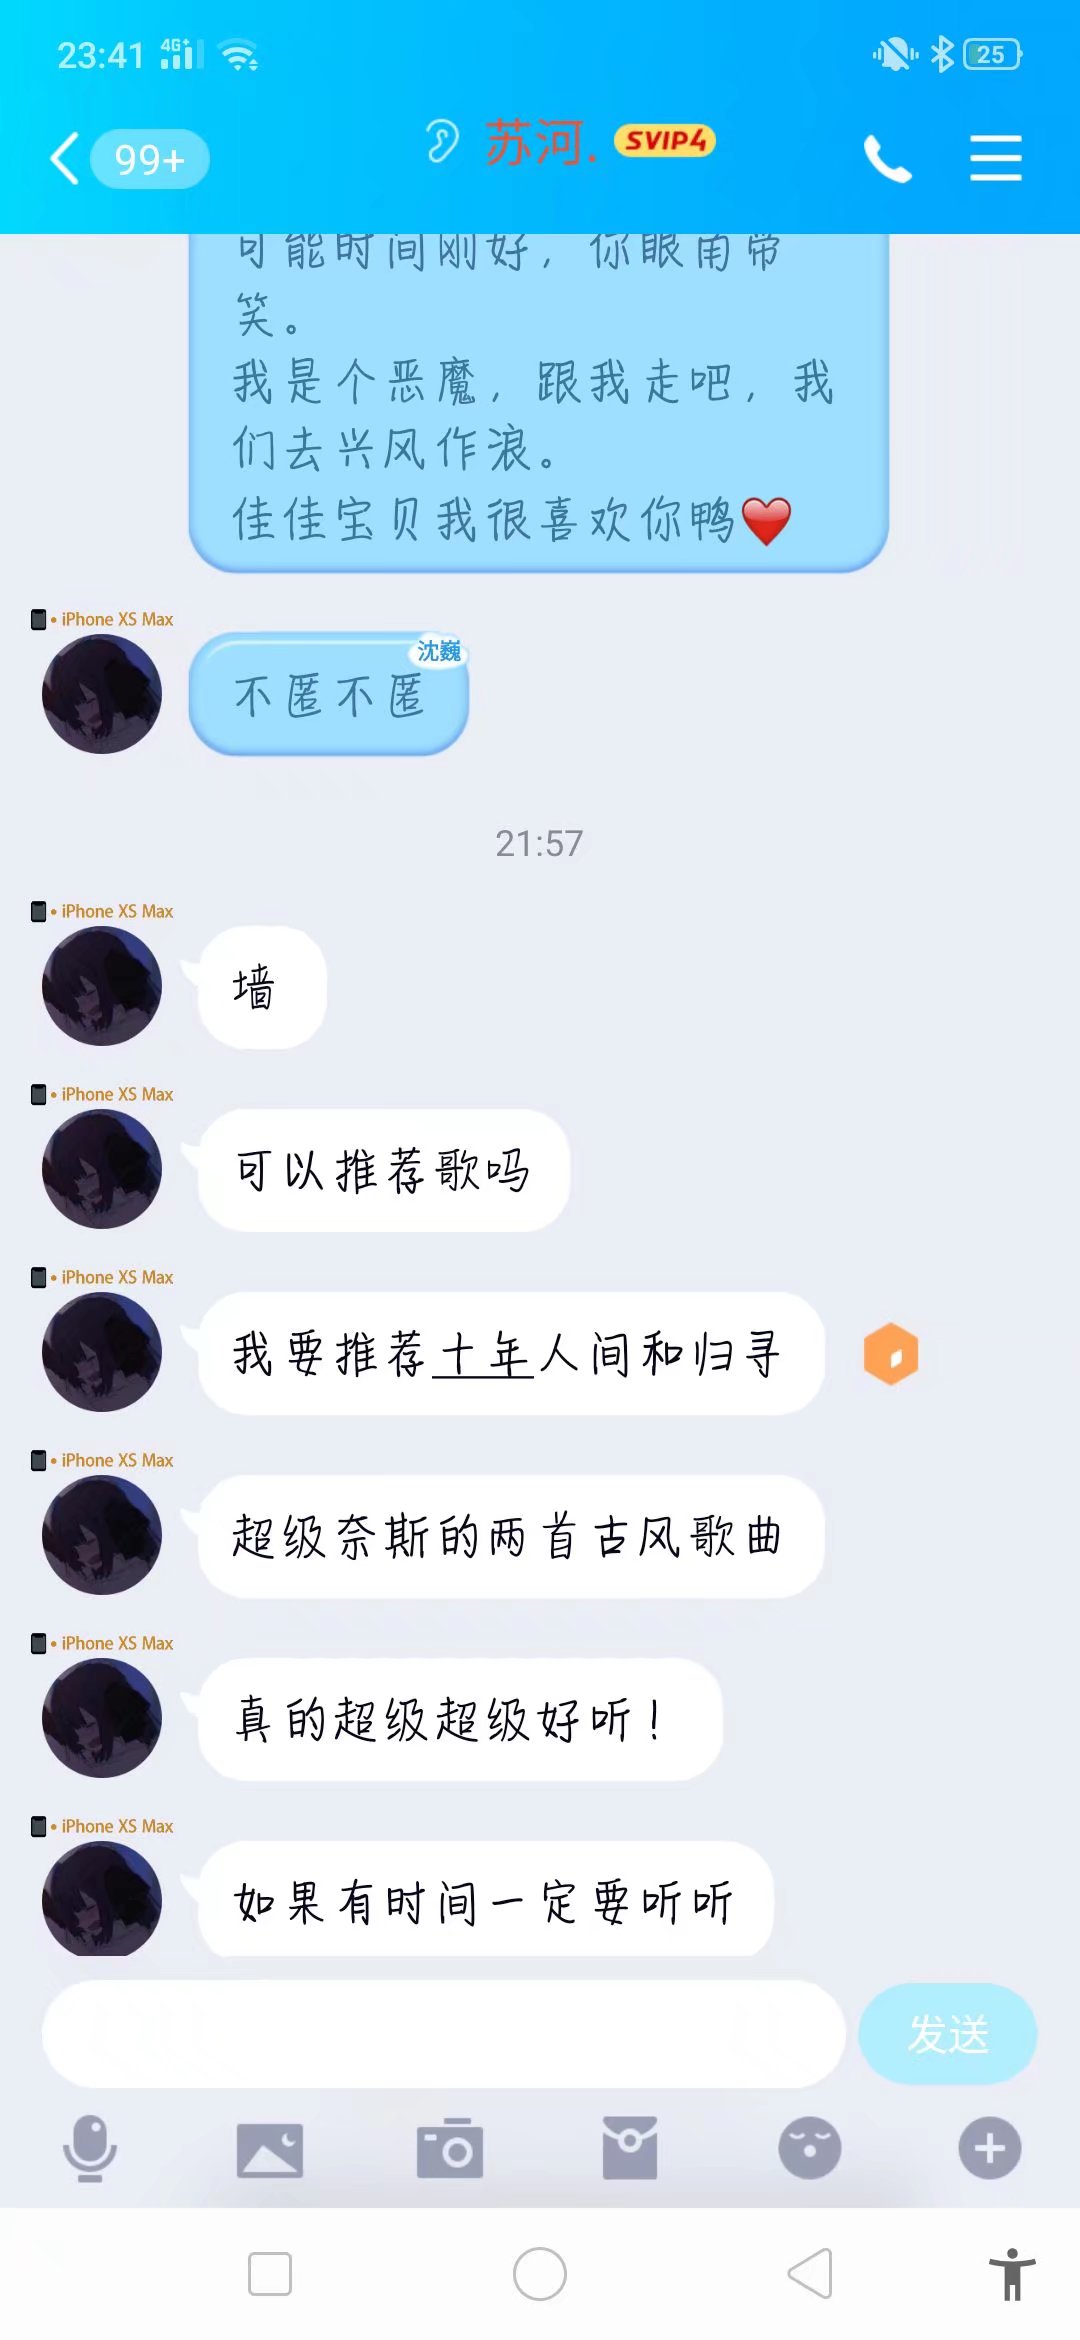 23:41 4G+ 25
99+ 苏河. SVIP4
可能时间刚好，你眼角带
笑。
我是个恶魔，跟我走吧，我
们去兴风作浪。
佳佳宝贝我很喜欢你鸭❤️
iPhone XS Max
沈巍
不匿不匿
21:57
iPhone XS Max
墙
iPhone XS Max
可以推荐歌吗
iPhone XS Max
我要推荐十年人间和归寻
iPhone XS Max
超级奈斯的两首古风歌曲
iPhone XS Max
真的超级超级好听！
iPhone XS Max
如果有时间一定要听听
发送